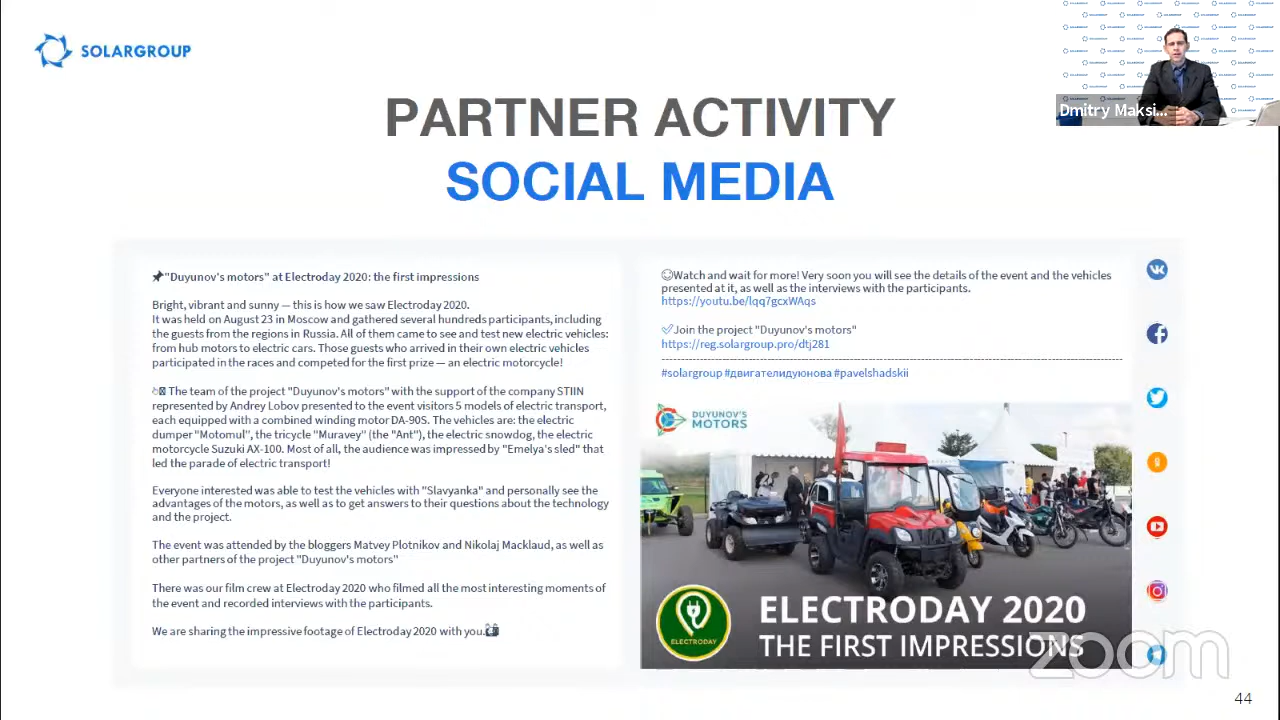 SOLARGROUP
Dmitry Maksi...
PARTNER ACTIVITY
SOCIAL MEDIA
"Duyunov's motors" at Electroday 2020: the first impressions
Bright, vibrant and sunny — this is how we saw Electroday 2020.
It was held on August 23 in Moscow and gathered several hundreds participants, including
the guests from the regions in Russia. All of them came to see and test new electric vehicles:
from hub motors to electric cars. Those guests who arrived in their own electric vehicles
participated in the races and competed for the first prize — an electric motorcycle!
The team of the project "Duyunov's motors" with the support of the company STIIN
represented by Andrey Lobov presented to the event visitors 5 models of electric transport,
each equipped with a combined winding motor DA-90S. The vehicles are: the electric
dumper "Motomul", the tricycle "Muravey" (the "Ant"), the electric snowdog, the electric
motorcycle Suzuki AX-100. Most of all, the audience was impressed by "Emelya's sled" that
led the parade of electric transport!
Everyone interested was able to test the vehicles with "Slavyanka" and personally see the
advantages of the motors, as well as to get answers to their questions about the technology
and the project.
The event was attended by the bloggers Matvey Plotnikov and Nikolaj Macklaud, as well as
other partners of the project "Duyunov's motors"
There was our film crew at Electroday 2020 who filmed all the most interesting moments of
the event and recorded interviews with the participants.
We are sharing the impressive footage of Electroday 2020 with you.
Watch and wait for more! Very soon you will see the details of the event and the vehicles
presented at it, as well as the interviews with the participants.
https://youtu.be/lqq7gcxWAqs
Join the project "Duyunov's motors"
https://reg.solargroup.pro/dtj281
#solargroup #двигателидуюнова #pavelshadskii
DUYUNOV'S
MOTORS
ELECTRODAY
ELECTRODAY 2020
THE FIRST IMPRESSIONS
zoom
44